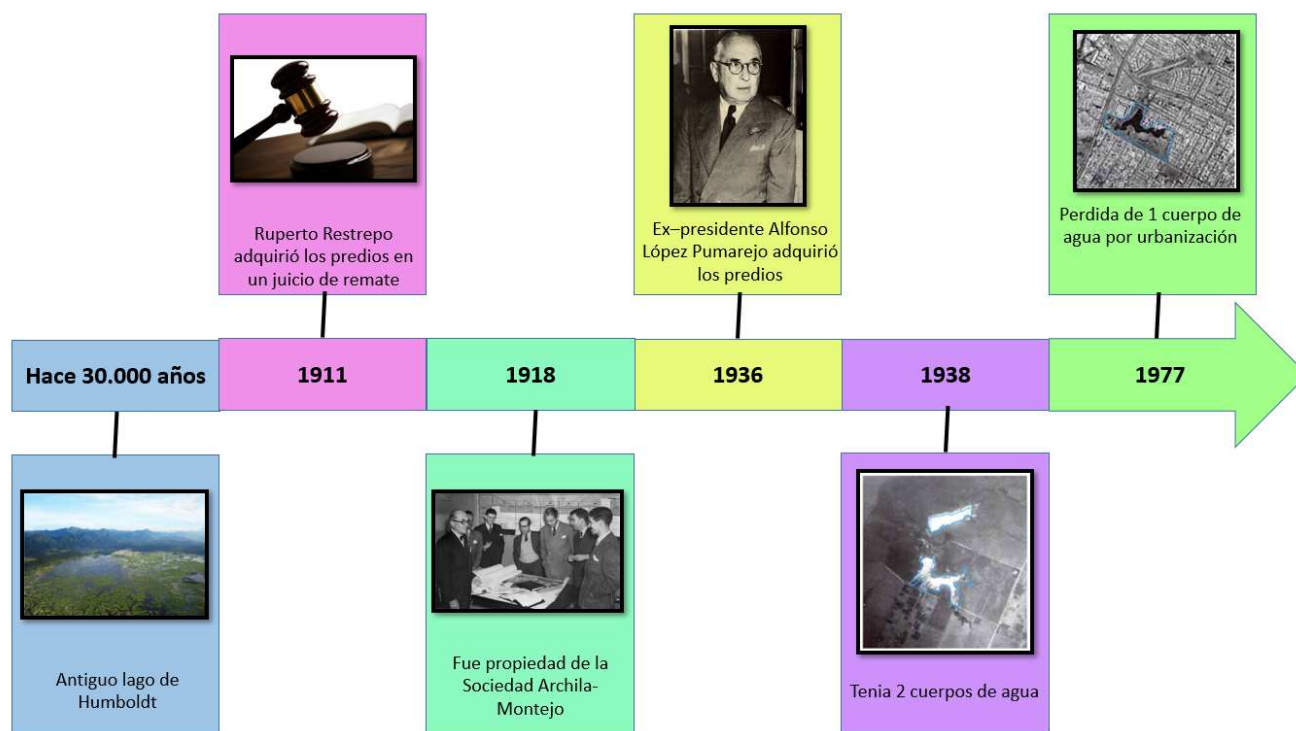 Ruperto Restrepo
adquirió los predios en
un juicio de remate
Ex–presidente Alfonso
López Pumarejo adquirió
los predios
Perdida de 1 cuerpo de
agua por urbanización
Hace 30.000 años
1911
1918
1936
1938
1977
Antiguo lago de
Humboldt
Fue propiedad de la
Sociedad Archila-
Montejo
Tenia 2 cuerpos de agua